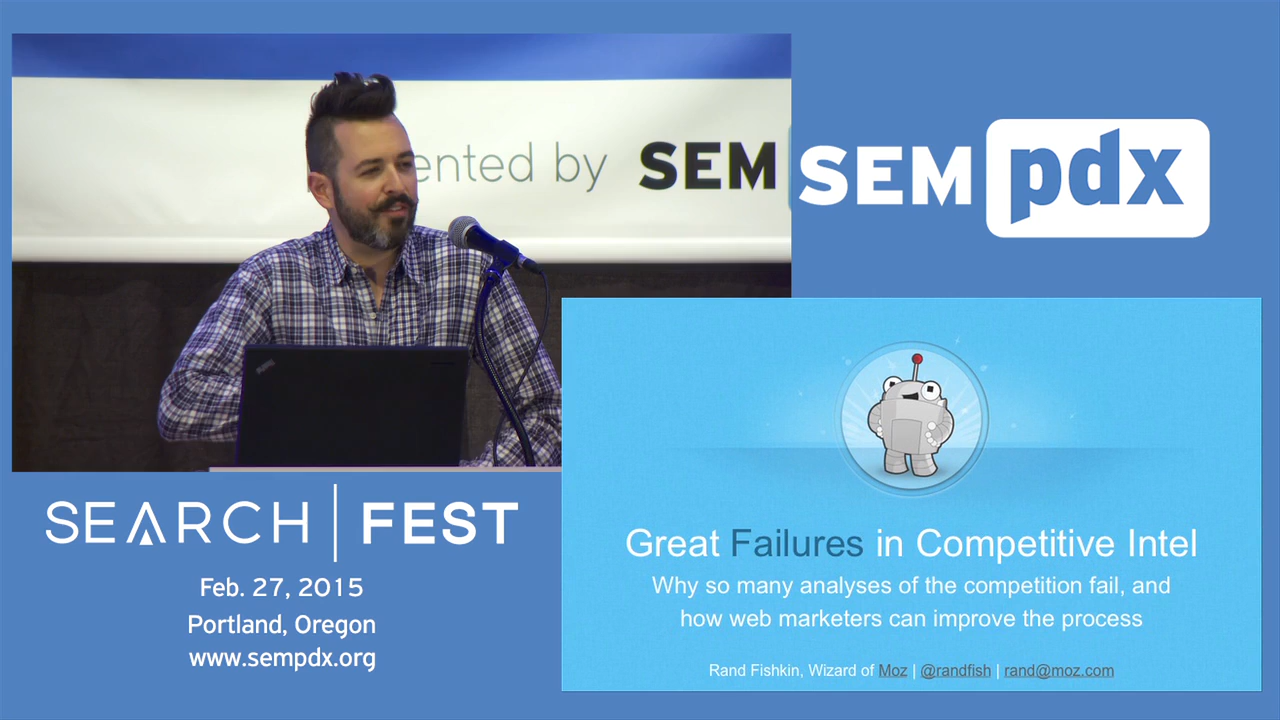 ented by SEM
SEM pdx
SEARCH FEST
Feb. 27, 2015
Portland, Oregon
www.sempdx.org
Great Failures in Competitive Intel
Why so many analyses of the competition fail, and
how web marketers can improve the process
Rand Fishkin, Wizard of Moz | @randfish | rand@moz.com